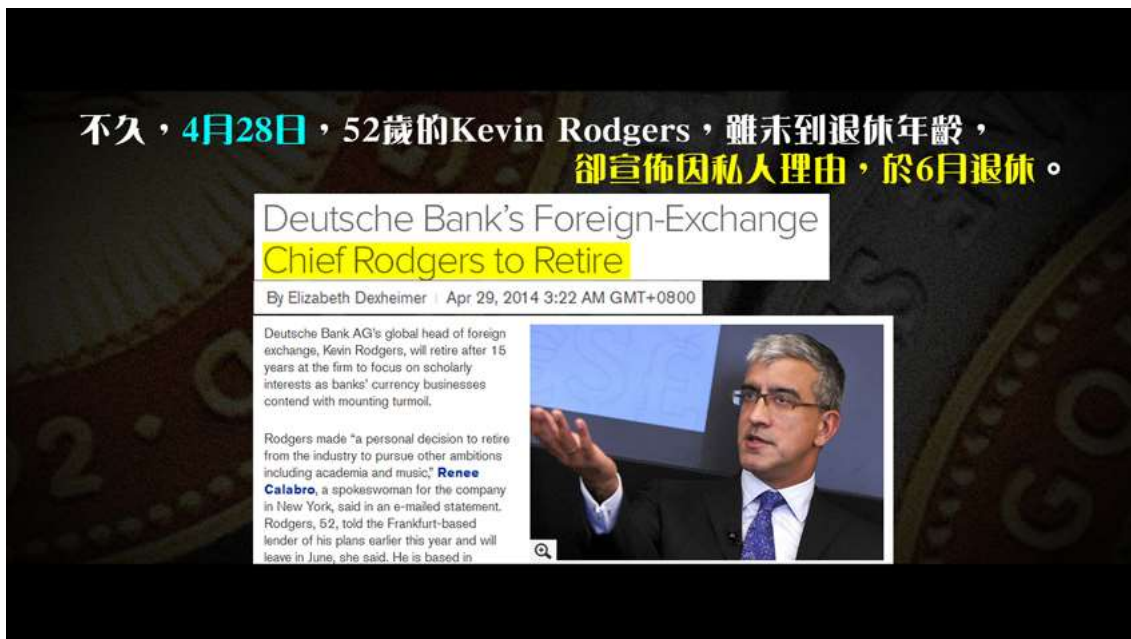 不久，4月28日，52歲的Kevin Rodgers，雖未到退休年齡，
卻宣佈因私人理由，於6月退休。
Deutsche Bank's Foreign-Exchange
Chief Rodgers to Retire
By Elizabeth Dexheimer | Apr 29, 2014 3:22 AM GMT+0800
Deutsche Bank AG's global head of foreign
exchange, Kevin Rodgers, will retire after 15
years at the firm to focus on scholarly
interests as banks' currency businesses
contend with mounting turmoil.
Rodgers made “a personal decision to retire
from the industry to pursue other ambitions
including academia and music,” Renee
Calabro, a spokeswoman for the company
in New York, said in an e-mailed statement.
Rodgers, 52, told the Frankfurt-based
lender of his plans earlier this year and will
leave in June, she said. He is based in